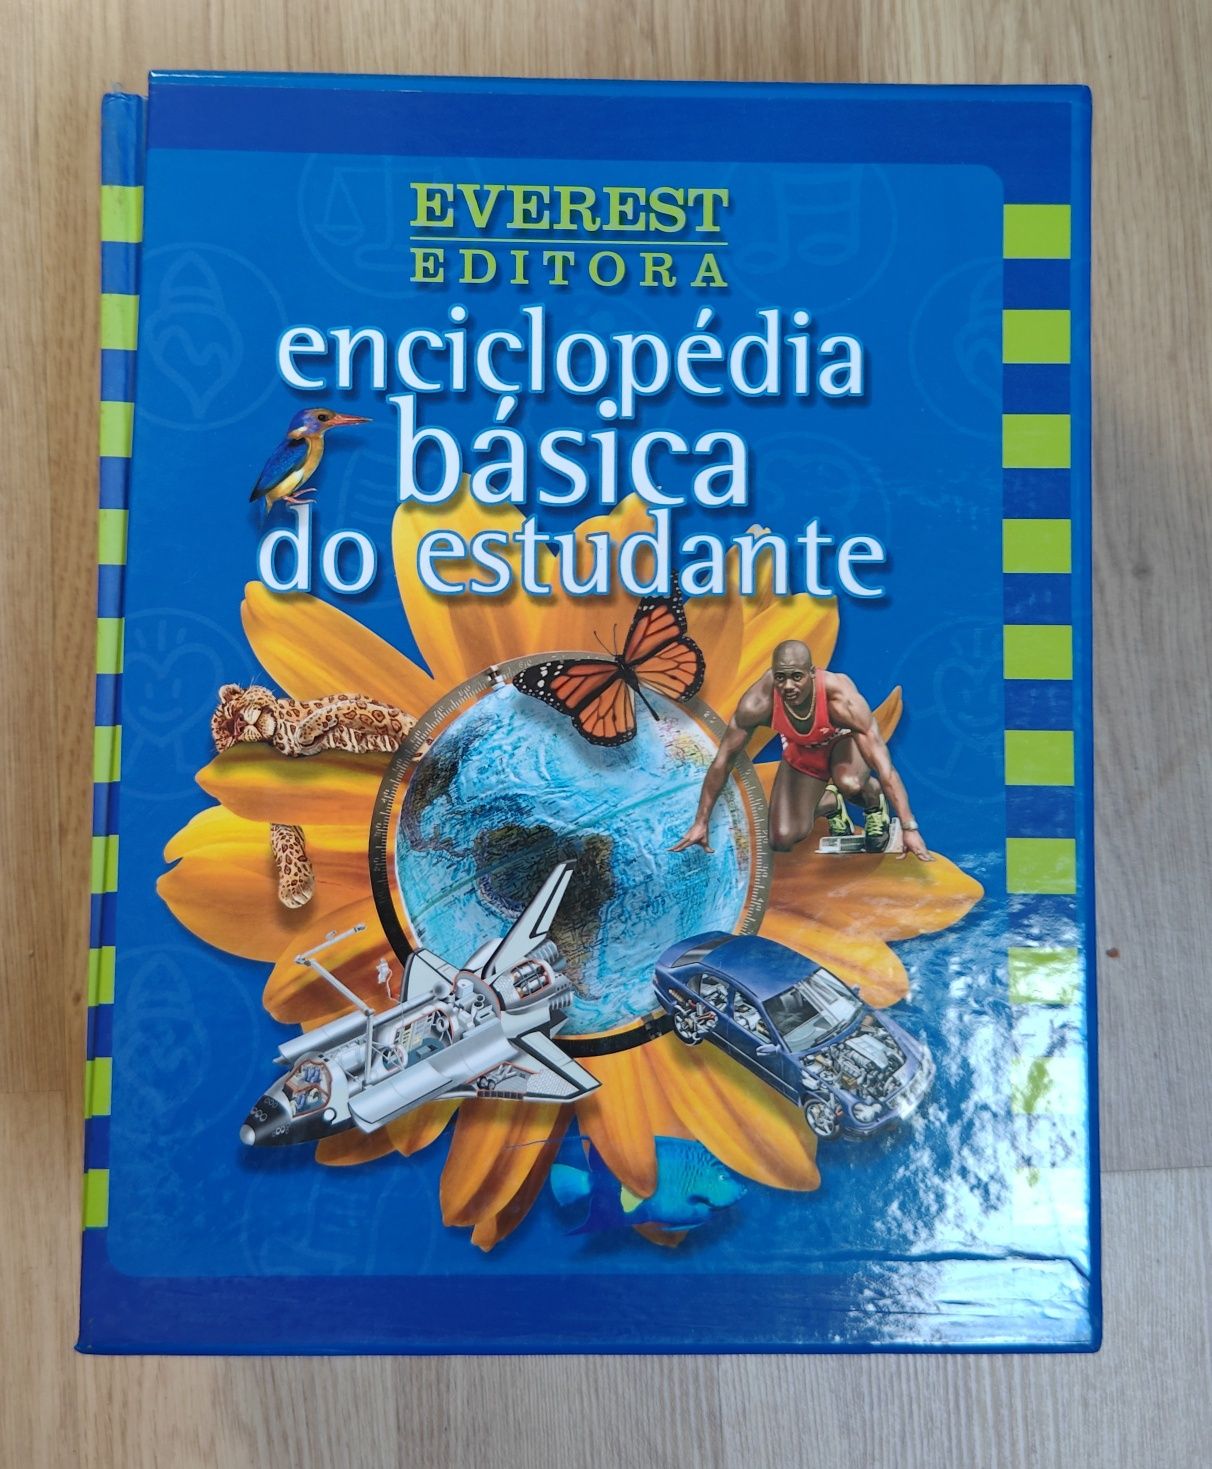 EVEREST
EDITORA
enciclopédia
básica
do estudante